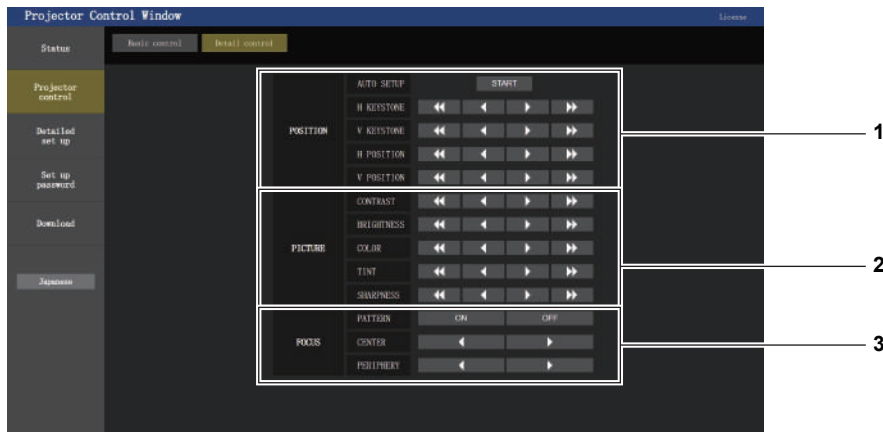 Projector Control Window
License
Status
Basic control
Detail control
Projector
control
Detailed
set up
Set up
password
Download
Japanese
POSITION
AUTO SETUP
START
H KEYSTONE
V KEYSTONE
H POSITION
V POSITION
1
PICTURE
CONTRAST
BRIGHTNESS
COLOR
TINT
SHARPNESS
2
FOCUS
PATTERN
ON
OFF
CENTER
PERIPHERY
3